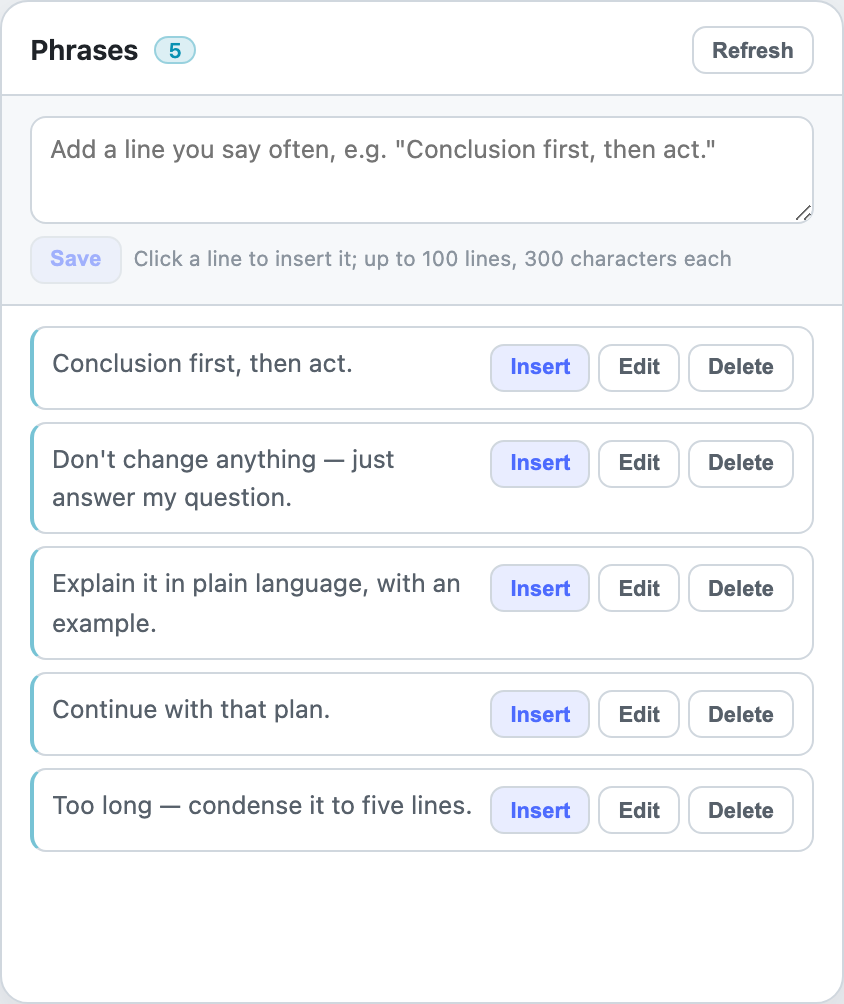 Phrases 5 Refresh
Add a line you say often, e.g. "Conclusion first, then act."
Save Click a line to insert it; up to 100 lines, 300 characters each
Conclusion first, then act. Insert Edit Delete
Don't change anything — just Insert Edit Delete
answer my question.
Explain it in plain language, with an Insert Edit Delete
example.
Continue with that plan. Insert Edit Delete
Too long — condense it to five lines. Insert Edit Delete